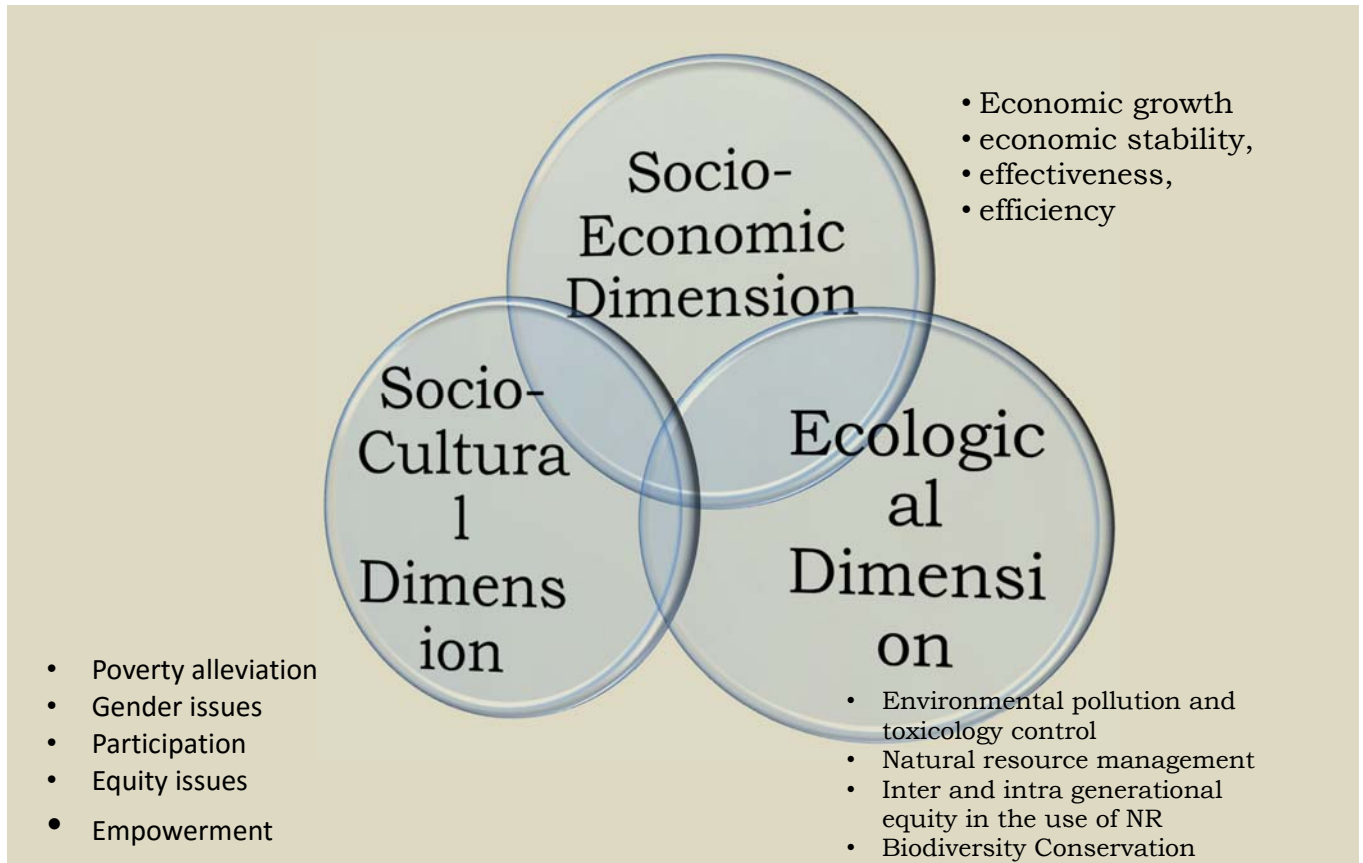 Socio-
Economic
Dimension
• Economic growth
• economic stability,
• effectiveness,
• efficiency
Socio-
Cultura
l
Dimens
ion
Ecologic
al
Dimensi
on
• Poverty alleviation
• Gender issues
• Participation
• Equity issues
• Empowerment
• Environmental pollution and
toxicology control
• Natural resource management
• Inter and intra generational
equity in the use of NR
• Biodiversity Conservation